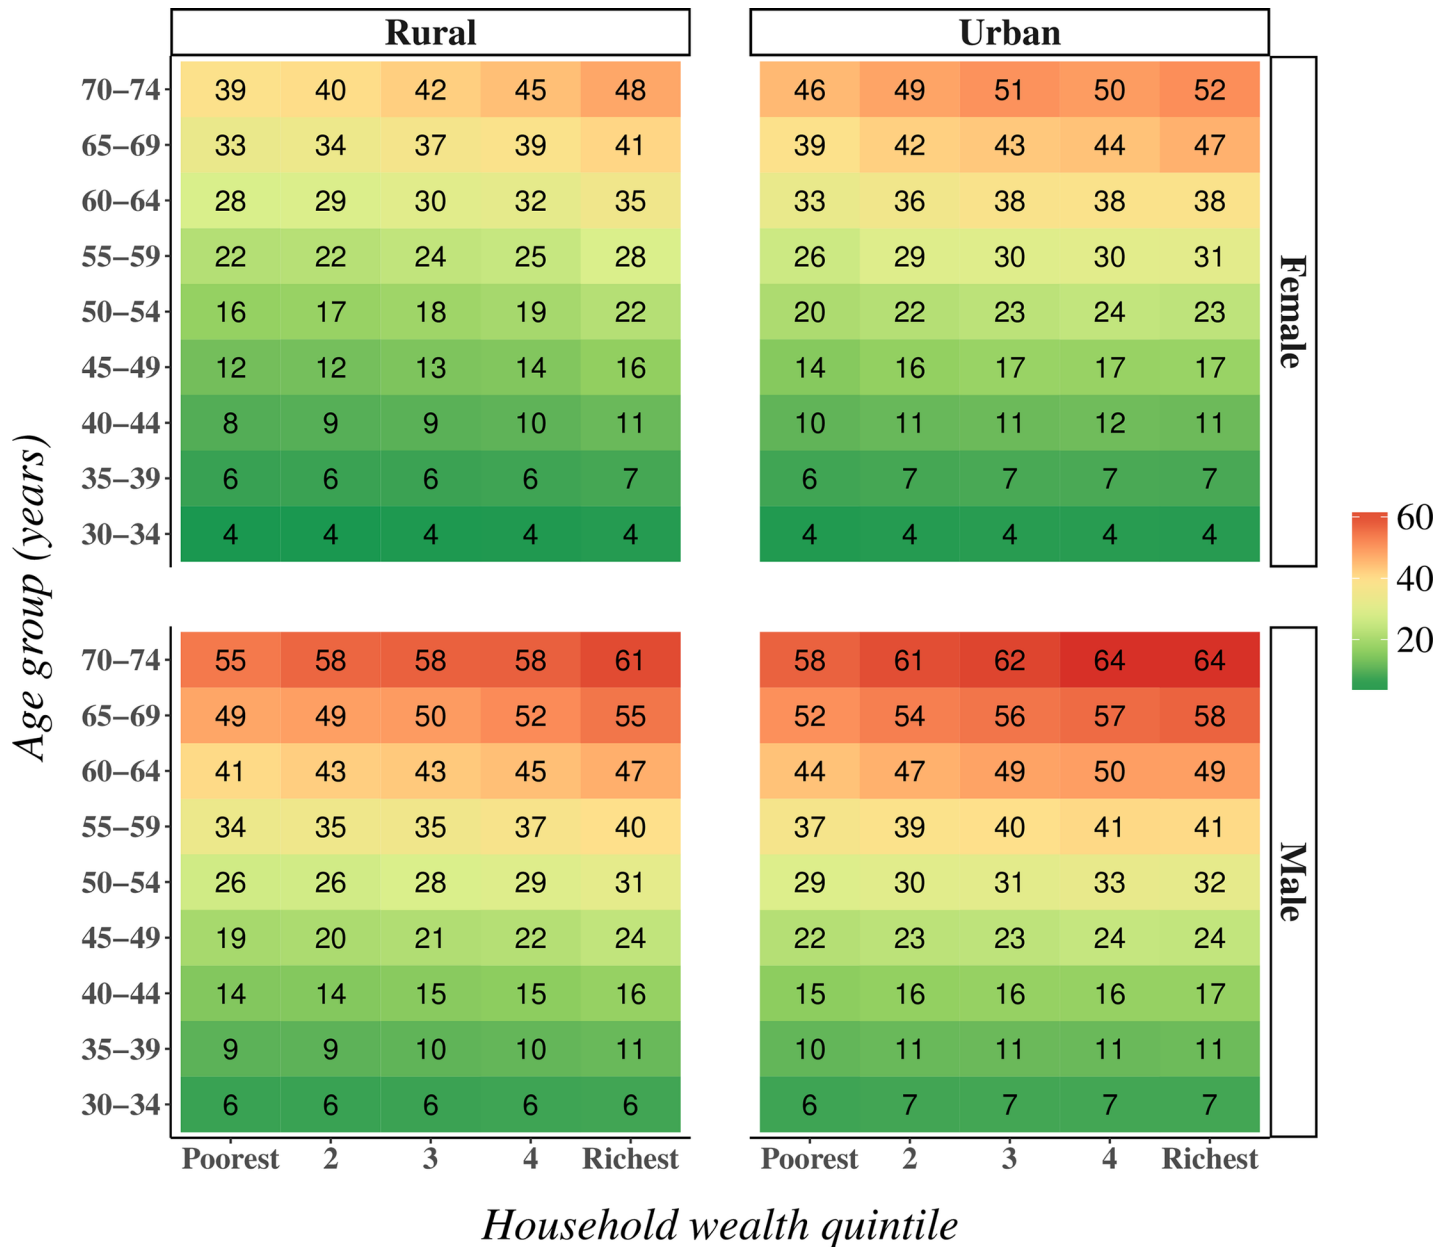 Rural Urban
70–74 39 40 42 45 48 46 49 51 50 52
65–69 33 34 37 39 41 39 42 43 44 47
60–64 28 29 30 32 35 33 36 38 38 38
55–59 22 22 24 25 28 26 29 30 30 31
50–54 16 17 18 19 22 20 22 23 24 23
45–49 12 12 13 14 16 14 16 17 17 17
40–44 8 9 9 10 11 10 11 11 12 11
35–39 6 6 6 6 7 6 7 7 7 7
30–34 4 4 4 4 4 4 4 4 4 4
Female
70–74 55 58 58 58 61 58 61 62 64 64
65–69 49 49 50 52 55 52 54 56 57 58
60–64 41 43 43 45 47 44 47 49 50 49
55–59 34 35 35 37 40 37 39 40 41 41
50–54 26 26 28 29 31 29 30 31 33 32
45–49 19 20 21 22 24 22 23 23 24 24
40–44 14 14 15 15 16 15 16 16 16 17
35–39 9 9 10 10 11 10 11 11 11 11
30–34 6 6 6 6 6 6 7 7 7 7
Male
Poorest 2 3 4 Richest Poorest 2 3 4 Richest
Household wealth quintile
Age group (years)
60
40
20